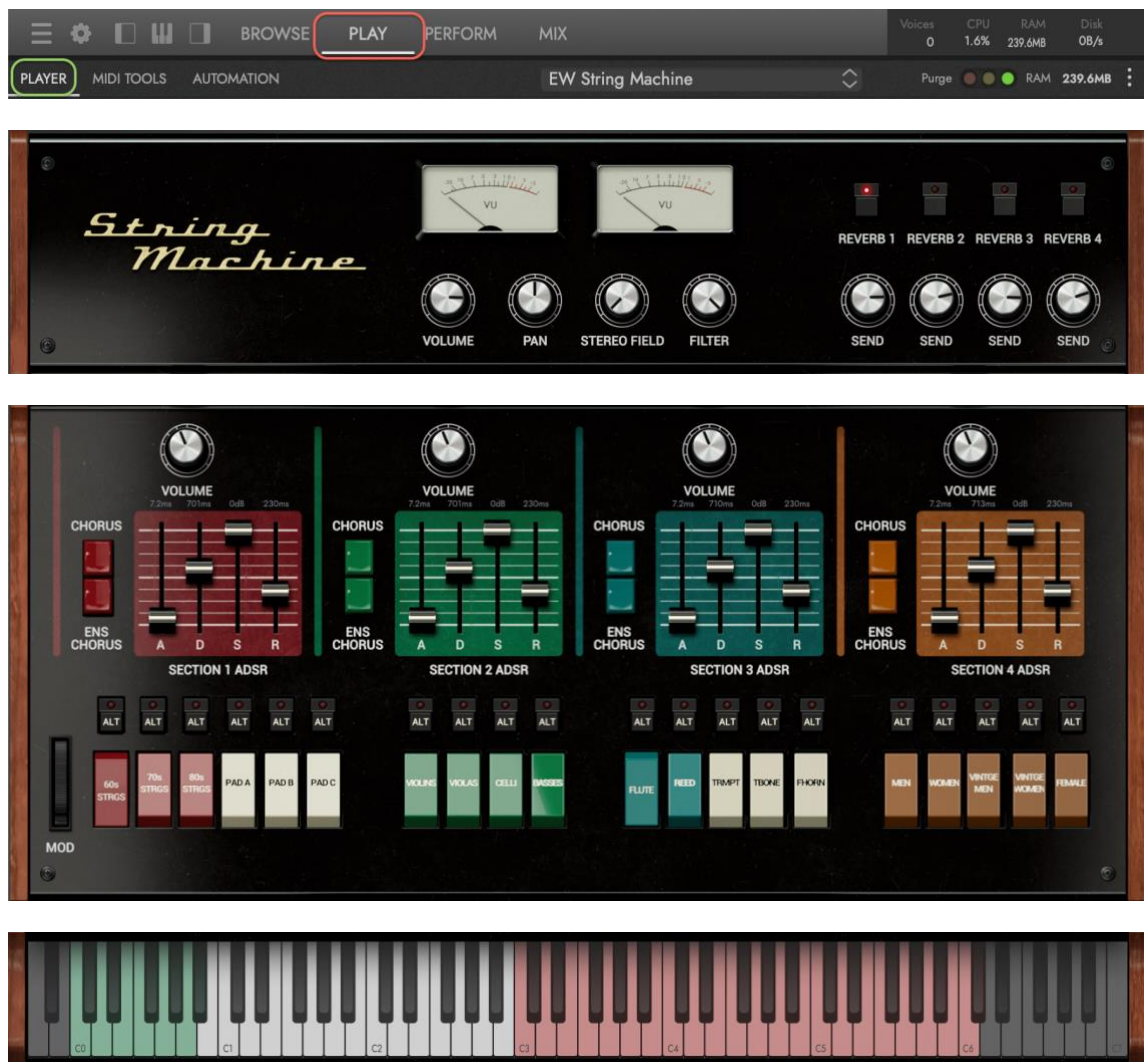 BROWSE PLAY PERFORM MIX Voices CPU RAM Disk
0 1.6% 239.6MB 0B/s
PLAYER MIDI TOOLS AUTOMATION EW String Machine Purge RAM 239.6MB
String
Machine
VU VU
REVERB 1 REVERB 2 REVERB 3 REVERB 4
VOLUME PAN STEREO FIELD FILTER SEND SEND SEND SEND
VOLUME VOLUME VOLUME VOLUME
7.2ms 701ms 0dB 230ms 7.2ms 701ms 0dB 230ms 7.2ms 710ms 0dB 230ms 7.2ms 713ms 0dB 230ms
CHORUS CHORUS CHORUS CHORUS
ENS CHORUS ENS CHORUS ENS CHORUS ENS CHORUS
A D S R A D S R A D S R A D S R
SECTION 1 ADSR SECTION 2 ADSR SECTION 3 ADSR SECTION 4 ADSR
ALT ALT ALT ALT ALT ALT ALT ALT ALT ALT ALT ALT ALT ALT ALT ALT ALT ALT ALT ALT
60s STRGS 70s STRGS 80s STRGS PAD A PAD B PAD C VIOLINS VIOLAS CELLI BASSES FLUTE REED TRMPT TBONE FHORN MEN WOMEN VINTGE MEN VINTGE WOMEN FEMALE
MOD
C0 C1 C2 C3 C4 C5 C6 C7